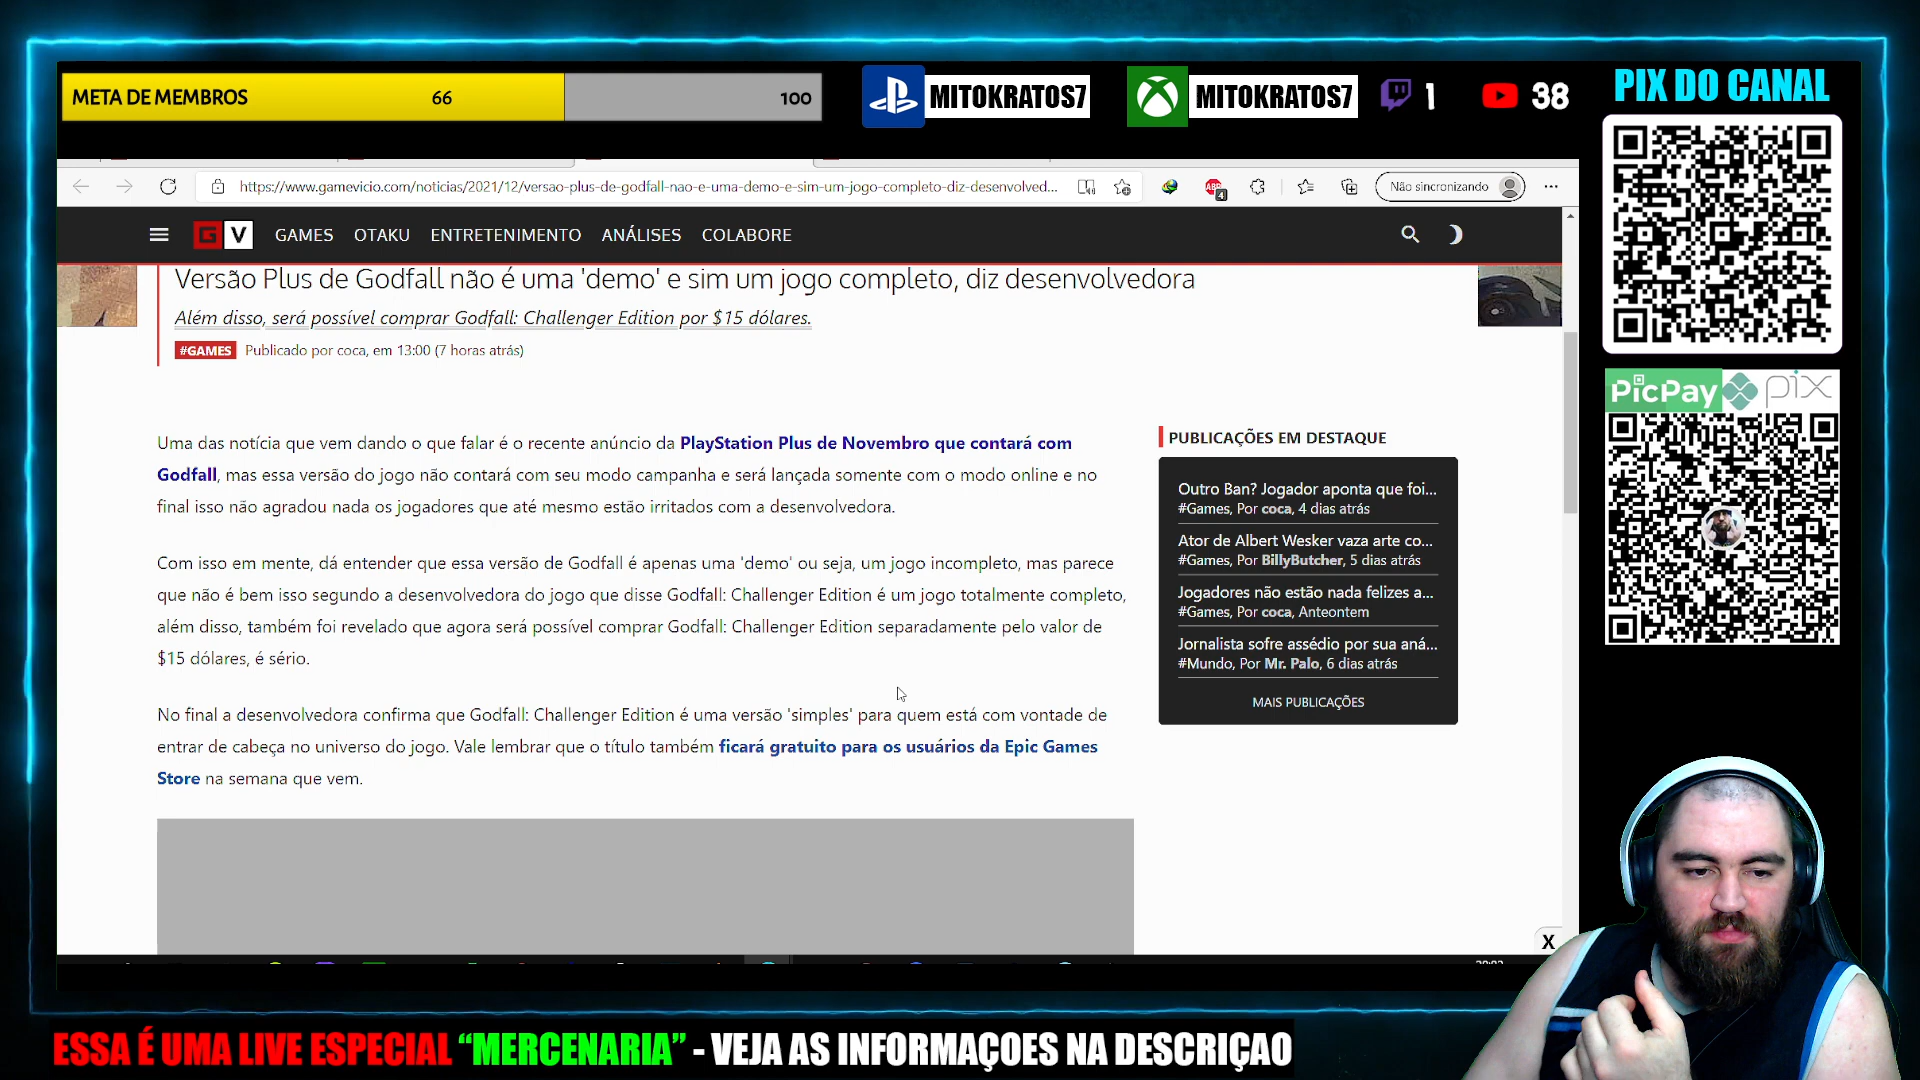 META DE MEMBROS 66 100
MITOKRATOS7
MITOKRATOS7
1
38
PIX DO CANAL
https://www.gamevicio.com/noticias/2021/12/versao-plus-de-godfall-nao-e-uma-demo-e-sim-um-jogo-completo-diz-desenvolved...
ABP
4
Não sincronizando
G V GAMES OTAKU ENTRETENIMENTO ANÁLISES COLABORE
Versão Plus de Godfall não é uma 'demo' e sim um jogo completo, diz desenvolvedora
Além disso, será possível comprar Godfall: Challenger Edition por $15 dólares.
#GAMES Publicado por coca, em 13:00 (7 horas atrás)
Uma das notícia que vem dando o que falar é o recente anúncio da PlayStation Plus de Novembro que contará com
Godfall, mas essa versão do jogo não contará com seu modo campanha e será lançada somente com o modo online e no
final isso não agradou nada os jogadores que até mesmo estão irritados com a desenvolvedora.
Com isso em mente, dá entender que essa versão de Godfall é apenas uma 'demo' ou seja, um jogo incompleto, mas parece
que não é bem isso segundo a desenvolvedora do jogo que disse Godfall: Challenger Edition é um jogo totalmente completo,
além disso, também foi revelado que agora será possível comprar Godfall: Challenger Edition separadamente pelo valor de
$15 dólares, é sério.
No final a desenvolvedora confirma que Godfall: Challenger Edition é uma versão 'simples' para quem está com vontade de
entrar de cabeça no universo do jogo. Vale lembrar que o título também ficará gratuito para os usuários da Epic Games
Store na semana que vem.
PUBLICAÇÕES EM DESTAQUE
Outro Ban? Jogador aponta que foi...
#Games, Por coca, 4 dias atrás
Ator de Albert Wesker vaza arte co...
#Games, Por BillyButcher, 5 dias atrás
Jogadores não estão nada felizes a...
#Games, Por coca, Anteontem
Jornalista sofre assédio por sua aná...
#Mundo, Por Mr. Palo, 6 dias atrás
MAIS PUBLICAÇÕES
X
PicPay pix
ESSA É UMA LIVE ESPECIAL “MERCENARIA” - VEJA AS INFORMAÇOES NA DESCRIÇAO